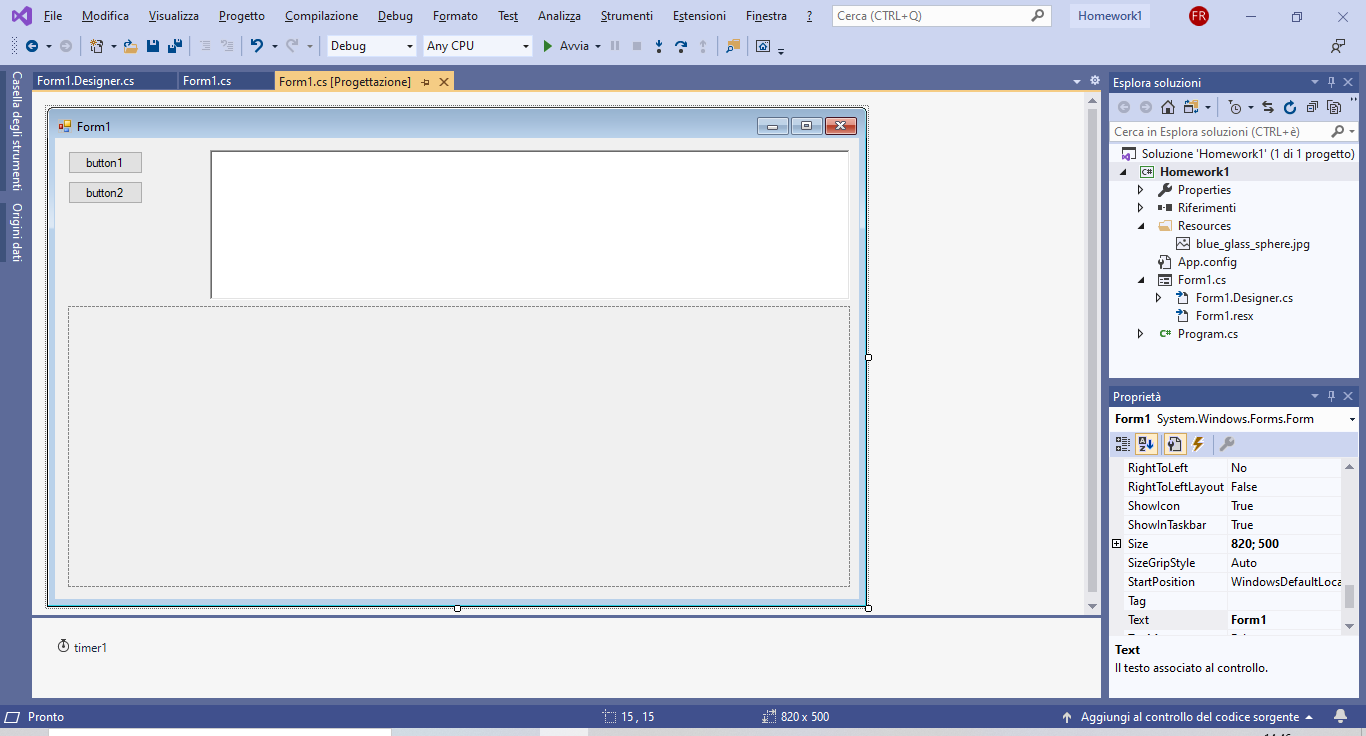 File Modifica Visualizza Progetto Compilazione Debug Formato Test Analizza Strumenti Estensioni Finestra ? Cerca (CTRL+Q) Homework1 FR
Debug Any CPU Avvia
Casella degli strumenti
Origini dati
Form1.Designer.cs Form1.cs Form1.cs [Progettazione]
Form1
button1
button2
timer1
Esplora soluzioni
Cerca in Esplora soluzioni (CTRL+è)
Soluzione 'Homework1' (1 di 1 progetto)
C# Homework1
Properties
Riferimenti
Resources
blue_glass_sphere.jpg
App.config
Form1.cs
Form1.Designer.cs
Form1.resx
C# Program.cs
Proprietà
Form1 System.Windows.Forms.Form
RightToLeft No
RightToLeftLayout False
ShowIcon True
ShowInTaskbar True
Size 820; 500
SizeGripStyle Auto
StartPosition WindowsDefaultLoca
Tag
Text Form1
Text
Il testo associato al controllo.
Pronto 15 , 15 820 x 500 Aggiungi al controllo del codice sorgente